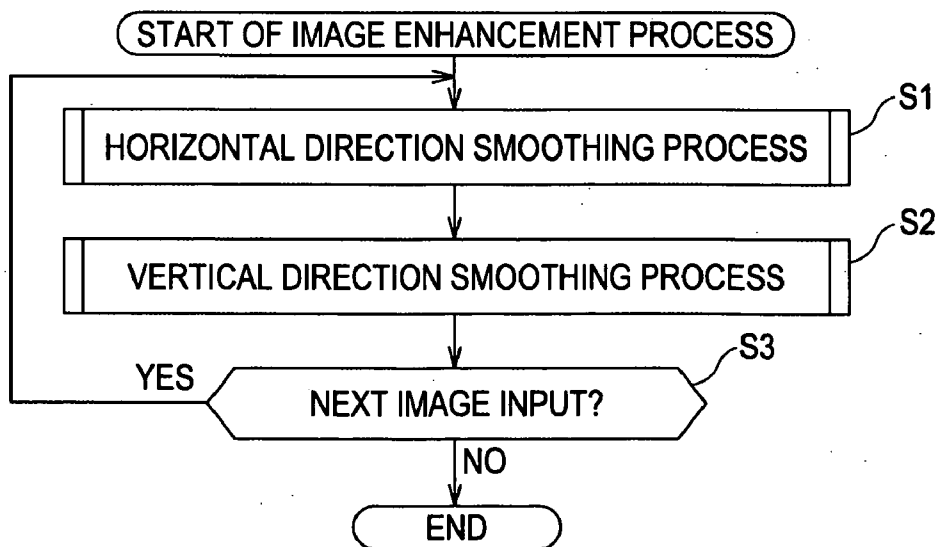 START OF IMAGE ENHANCEMENT PROCESS
S1
HORIZONTAL DIRECTION SMOOTHING PROCESS
S2
VERTICAL DIRECTION SMOOTHING PROCESS
S3
YES
NEXT IMAGE INPUT?
NO
END